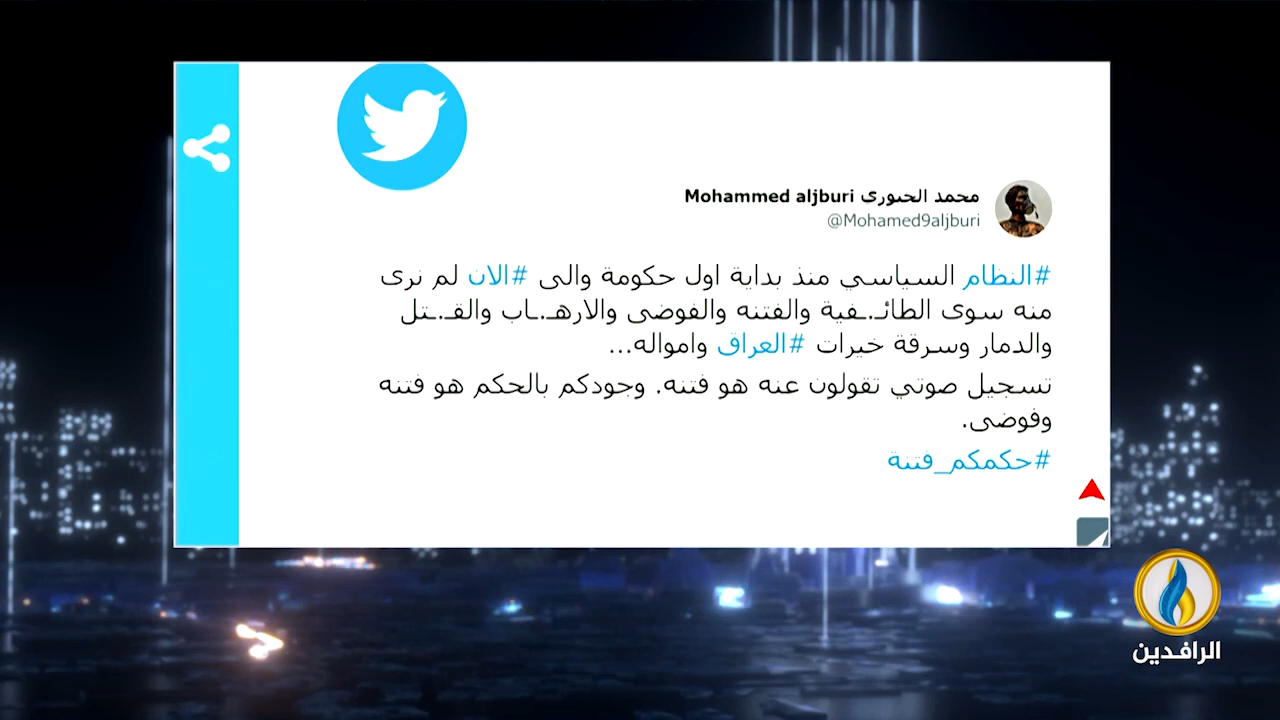 محمد الجبوري Mohammed aljburi
@Mohamed9aljburi
#النظام السياسي منذ بداية اول حكومة والى #الان لم نرى
منه سوى الطائـ.ـفية والفتنه والفوضى والارهـ.ـاب والقـ.ـتل
والدمار وسرقة خيرات #العراق وامواله...
تسجيل صوتي تقولون عنه هو فتنه. وجودكم بالحكم هو فتنه
وفوضى.
#حكمكم_فتنة
الرافدين